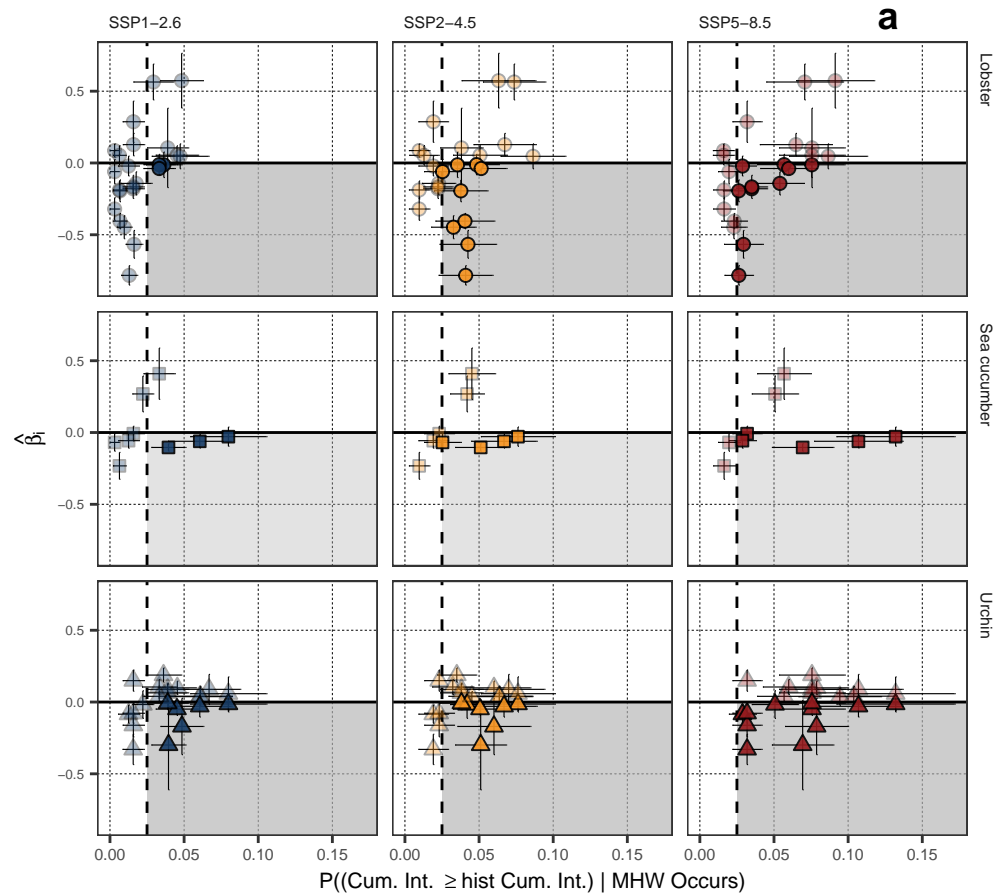 SSP1−2.6 SSP2−4.5 SSP5−8.5 a
Lobster
0.5
0.0
−0.5
Sea cucumber
0.5
0.0
−0.5
β̂i
Urchin
0.5
0.0
−0.5
0.00 0.05 0.10 0.15 0.00 0.05 0.10 0.15 0.00 0.05 0.10 0.15
P((Cum. Int. ≥ hist Cum. Int.) | MHW Occurs)